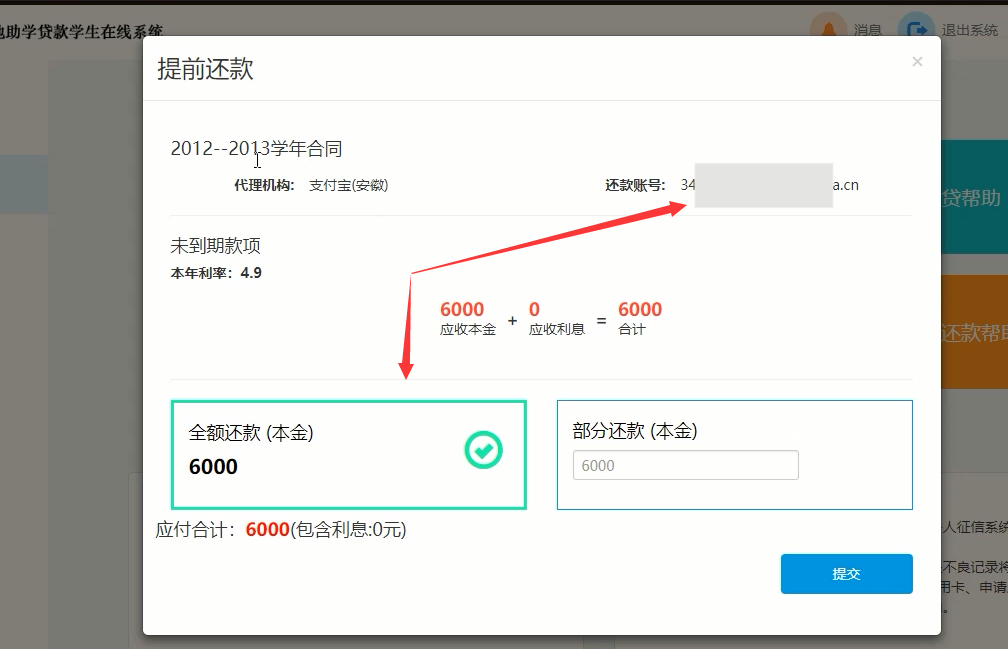 地助学贷款学生在线系统
消息
退出系统
提前还款
×
2012--2013学年合同
代理机构: 支付宝(安徽)
还款账号: 34
a.cn
贷帮助
未到期款项
本年利率: 4.9
6000 + 0 = 6000
应收本金 应收利息 合计
还款帮助
全额还款 (本金)
6000
部分还款 (本金)
6000
应付合计: 6000(包含利息:0元)
人征信系统
不良记录将
用卡、申请
。
提交